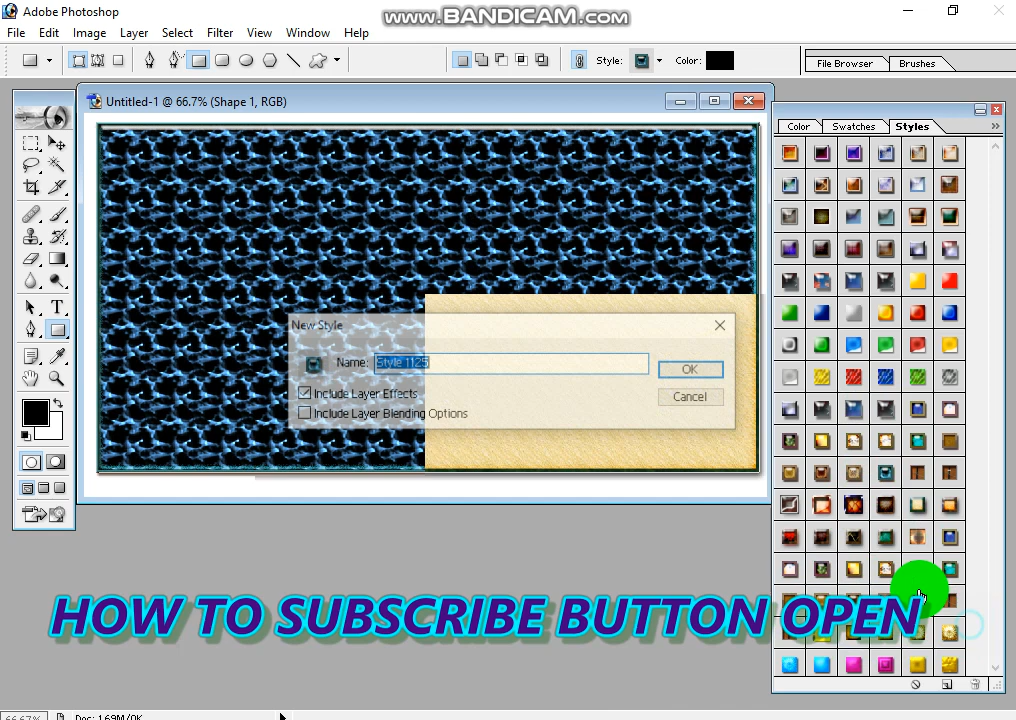 Adobe Photoshop
www.BANDICAM.com
File Edit Image Layer Select Filter View Window Help
Style: Color: File Browser Brushes
Untitled-1 @ 66.7% (Shape 1, RGB)
Color Swatches Styles
New Style
Name: Style 1125 OK
Include Layer Effects Cancel
Include Layer Blending Options
HOW TO SUBSCRIBE BUTTON OPEN
66.67% Doc: 1.69M/0K